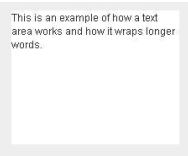 This is an example of how a text
area works and how it wraps longer
words.